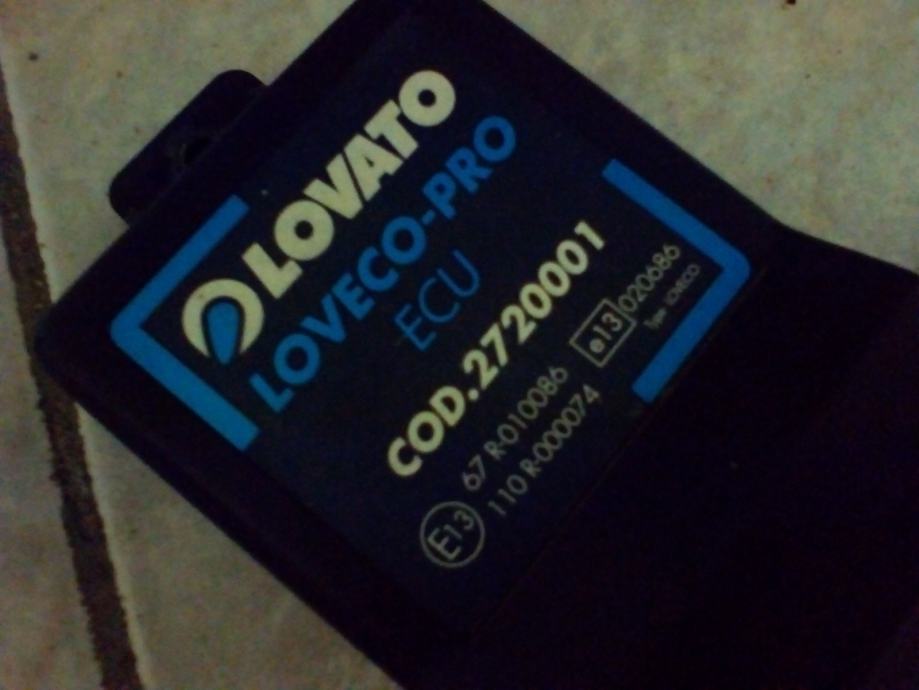 LOVATO
LOVECO-PRO
ECU
COD.2720001
E13 67 R-010086 e13 020686
110 R-000074 Type LOVECO